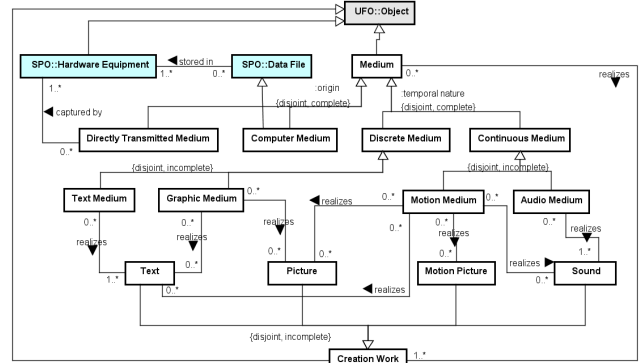 UFO::Object
SPO::Hardware Equipment
stored in
1..*
0..*
SPO::Data File
Medium
0..*
realizes
1..*
:origin
:temporal nature
captured by
{disjoint, complete}
{disjoint, complete}
0..*
Directly Transmitted Medium
Computer Medium
Discrete Medium
Continuous Medium
{disjoint, incomplete}
{disjoint, incomplete}
Text Medium
Graphic Medium
0..*
realizes
0..*
Motion Medium
0..*
Audio Medium
0..*
0..*
realizes
0..*
0..*
0..*
realizes
realizes
realizes
realizes
0..*
0..*
0..*
realizes
1..*
1..*
Text
Picture
Motion Picture
0..*
Sound
0..*
realizes
{disjoint, incomplete}
Creation Work
1..*